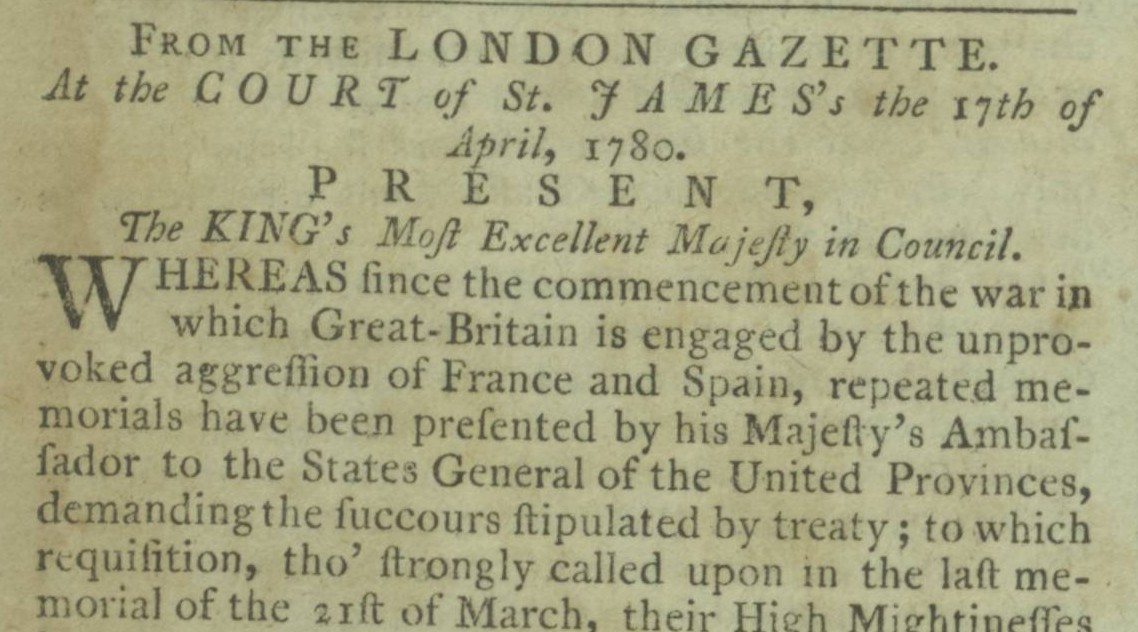 FROM THE LONDON GAZETTE.
At the COURT of St. JAMES's the 17th of
April, 1780.
PRESENT,
The KING's Moſt Excellent Majeſty in Council.
WHEREAS ſince the commencement of the war in
which Great-Britain is engaged by the unpro-
voked aggreſſion of France and Spain, repeated me-
morials have been preſented by his Majeſty's Ambaſ-
ſador to the States General of the United Provinces,
demanding the ſuccours ſtipulated by treaty; to which
requiſition, tho' ſtrongly called upon in the laſt me-
morial of the 21ſt of March, their High Mightineſſes